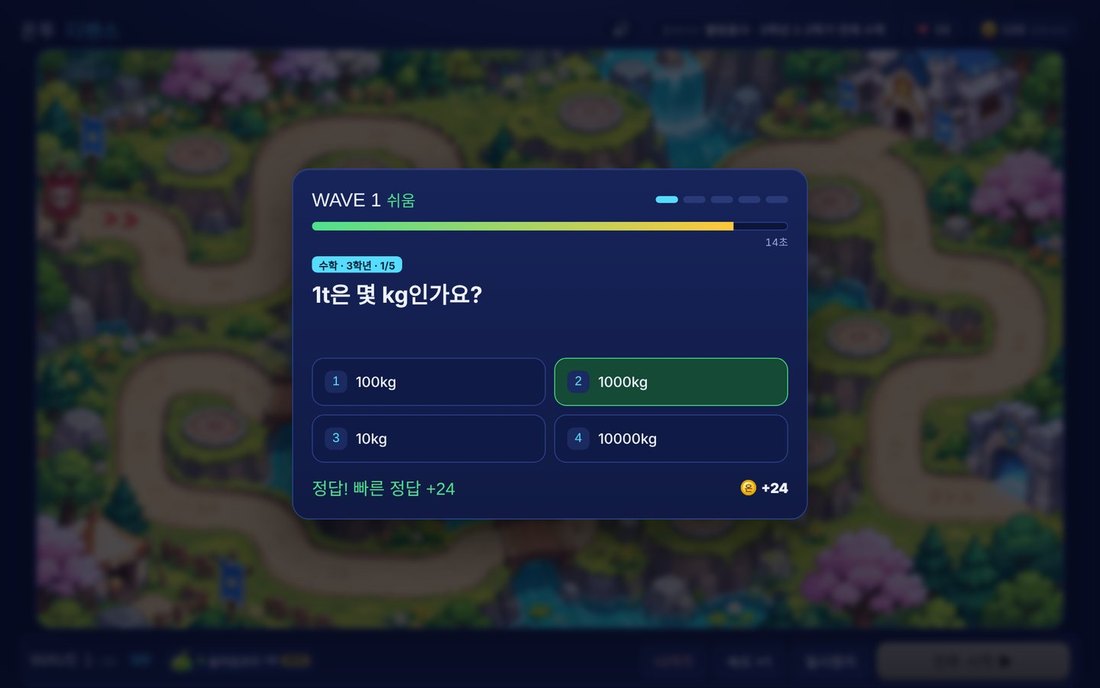 WAVE 1 쉬움
14초
수학 · 3학년 · 1/5
1t은 몇 kg인가요?
1 100kg
2 1000kg
3 10kg
4 10000kg
정답! 빠른 정답 +24
온 +24